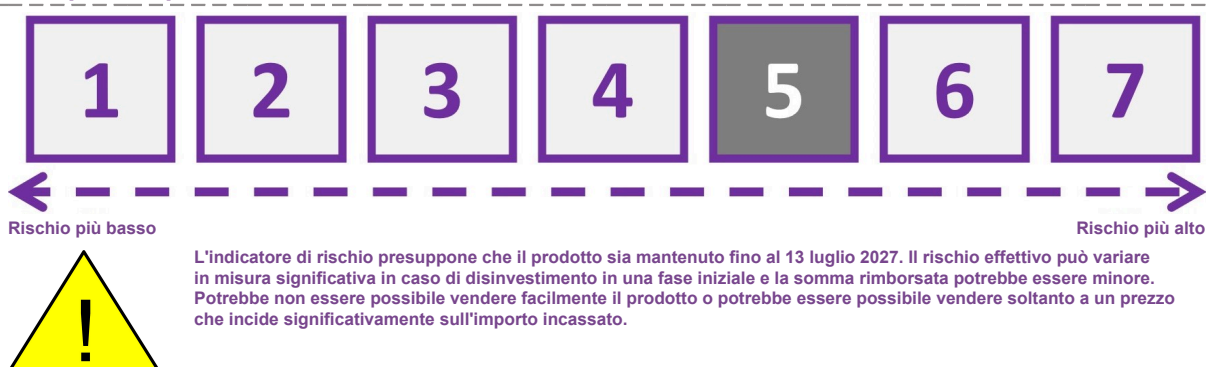 1 2 3 4 5 6 7
Rischio più basso Rischio più alto
L'indicatore di rischio presuppone che il prodotto sia mantenuto fino al 13 luglio 2027. Il rischio effettivo può variare
in misura significativa in caso di disinvestimento in una fase iniziale e la somma rimborsata potrebbe essere minore.
Potrebbe non essere possibile vendere facilmente il prodotto o potrebbe essere possibile vendere soltanto a un prezzo
che incide significativamente sull'importo incassato.
!